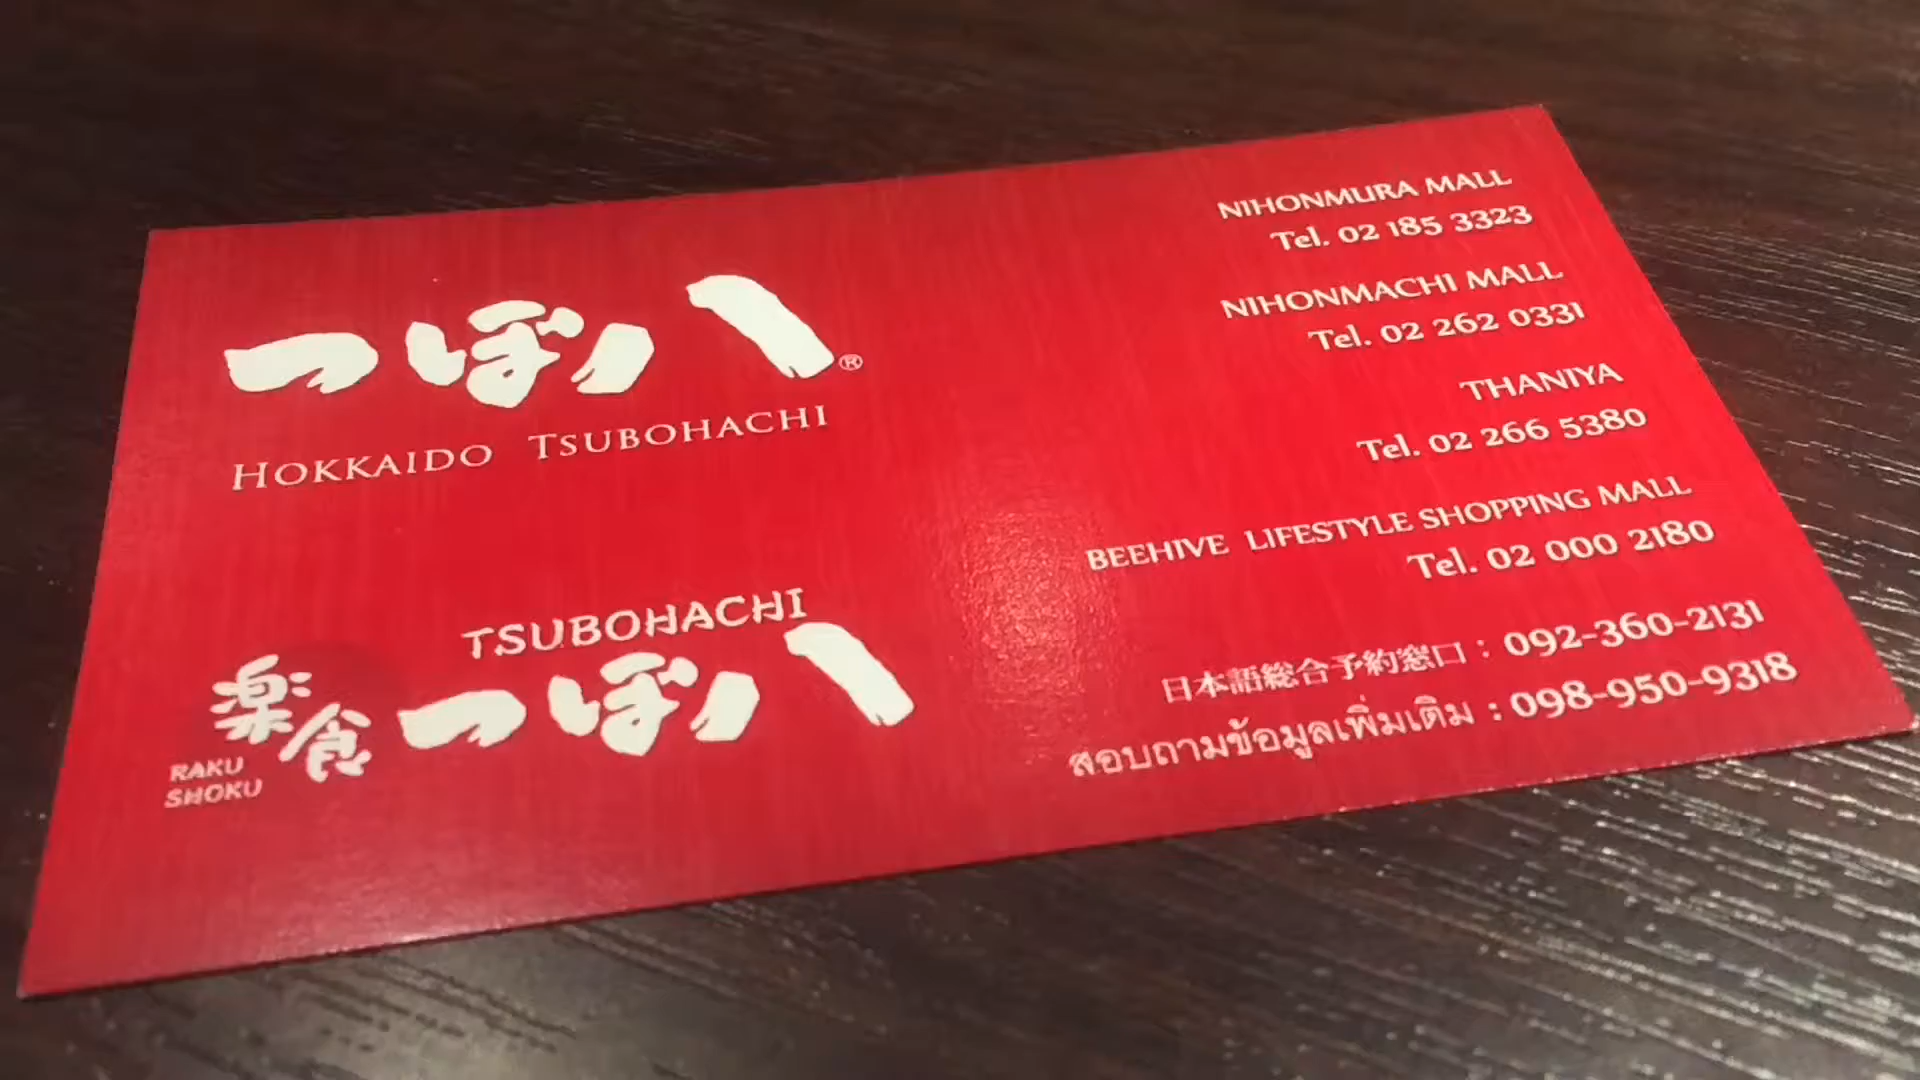 つぼ八®
HOKKAIDO TSUBOHACHI
TSUBOHACHI
楽食 つぼ八
RAKU
SHOKU
NIHONMURA MALL
Tel. 02 185 3323
NIHONMACHI MALL
Tel. 02 262 0331
THANIYA
Tel. 02 266 5380
BEEHIVE LIFESTYLE SHOPPING MALL
Tel. 02 000 2180
日本語総合予約窓口 : 092-360-2131
สอบถามข้อมูลเพิ่มเติม : 098-950-9318